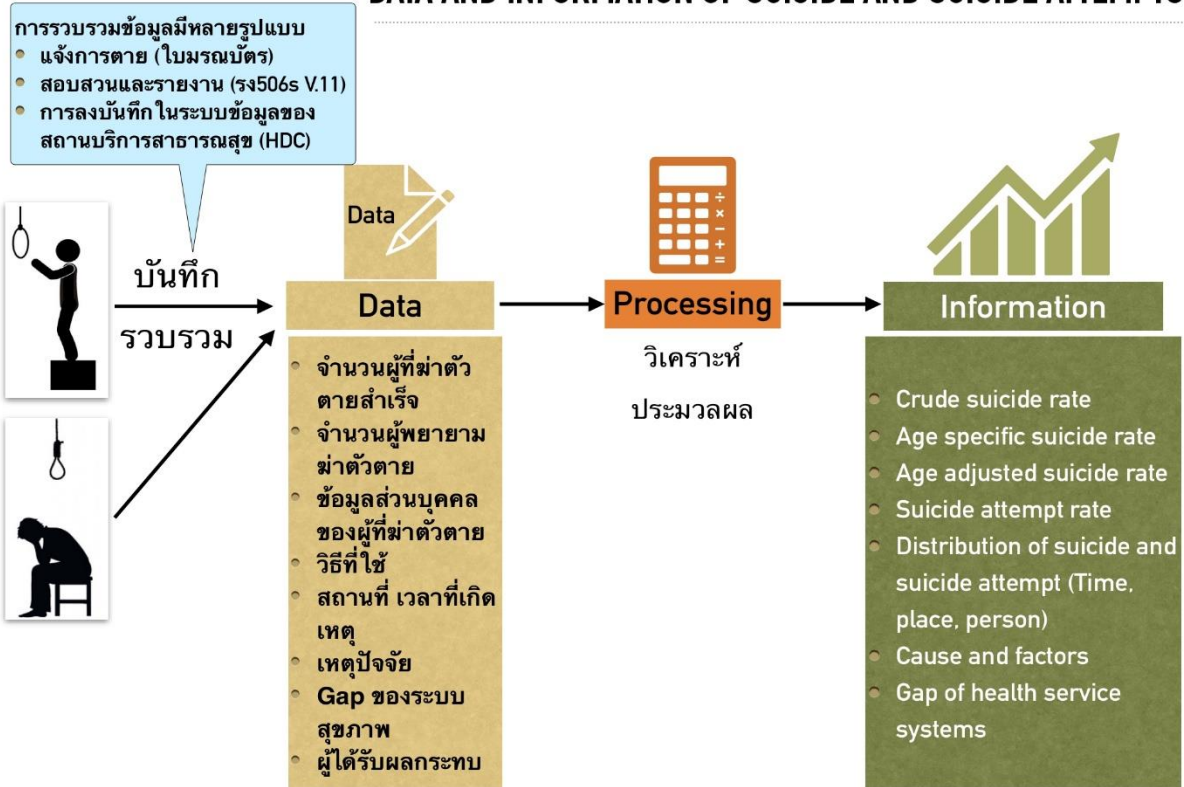 DATA AND INFORMATION OF SUICIDE AND SUICIDE ATTEMPTS
การรวบรวมข้อมูลมีหลายรูปแบบ
• แจ้งการตาย (ใบมรณบัตร)
• สอบสวนและรายงาน (รง506s V.11)
• การลงบันทึกในระบบข้อมูลของ
สถานบริการสาธารณสุข (HDC)
บันทึก
รวบรวม
Data
Data
• จำนวนผู้ที่ฆ่าตัว
ตายสำเร็จ
• จำนวนผู้พยายาม
ฆ่าตัวตาย
• ข้อมูลส่วนบุคคล
ของผู้ที่ฆ่าตัวตาย
• วิธีที่ใช้
• สถานที่ เวลาที่เกิด
เหตุ
• เหตุปัจจัย
• Gap ของระบบ
สุขภาพ
• ผู้ได้รับผลกระทบ
÷
×
−
+
=
Processing
วิเคราะห์
ประมวลผล
Information
• Crude suicide rate
• Age specific suicide rate
• Age adjusted suicide rate
• Suicide attempt rate
• Distribution of suicide and
suicide attempt (Time,
place, person)
• Cause and factors
• Gap of health service
systems